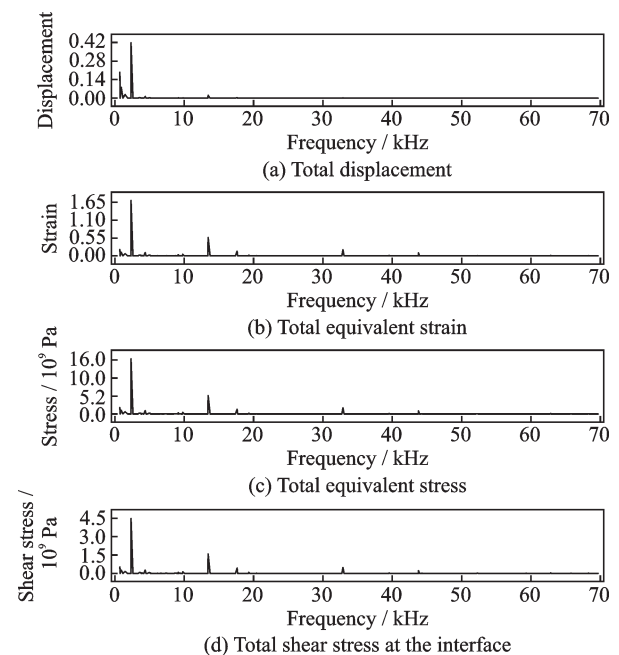 Displacement
0.42
0.28
0.14
0.00
0 10 20 30 40 50 60 70
Frequency / kHz
(a) Total displacement
Strain
1.65
1.10
0.55
0.00
0 10 20 30 40 50 60 70
Frequency / kHz
(b) Total equivalent strain
Stress / 10⁹ Pa
16.0
10.0
5.2
0.0
0 10 20 30 40 50 60 70
Frequency / kHz
(c) Total equivalent stress
Shear stress /
10⁹ Pa
4.5
3.0
1.5
0.0
0 10 20 30 40 50 60 70
Frequency / kHz
(d) Total shear stress at the interface